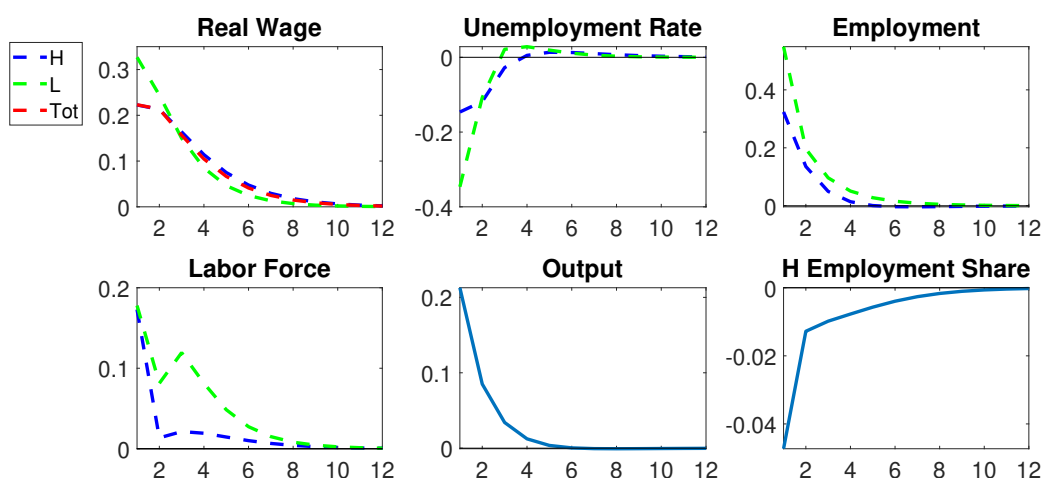 Real Wage
Unemployment Rate
Employment
H
L
Tot
0.3
0.2
0.1
0
2 4 6 8 10 12
0
-0.2
-0.4
2 4 6 8 10 12
0.4
0.2
0
2 4 6 8 10 12
Labor Force
Output
H Employment Share
0.2
0.1
0
2 4 6 8 10 12
0.2
0.1
0
2 4 6 8 10 12
0
-0.02
-0.04
2 4 6 8 10 12